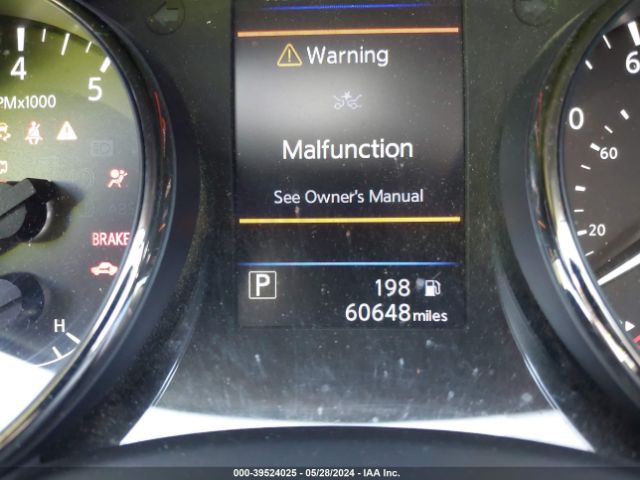 4
5
PMx1000
BRAKE
H
Warning
Malfunction
See Owner's Manual
P
198
60648 miles
6
0
60
20
000-39524025 - 05/28/2024 - IAA Inc.